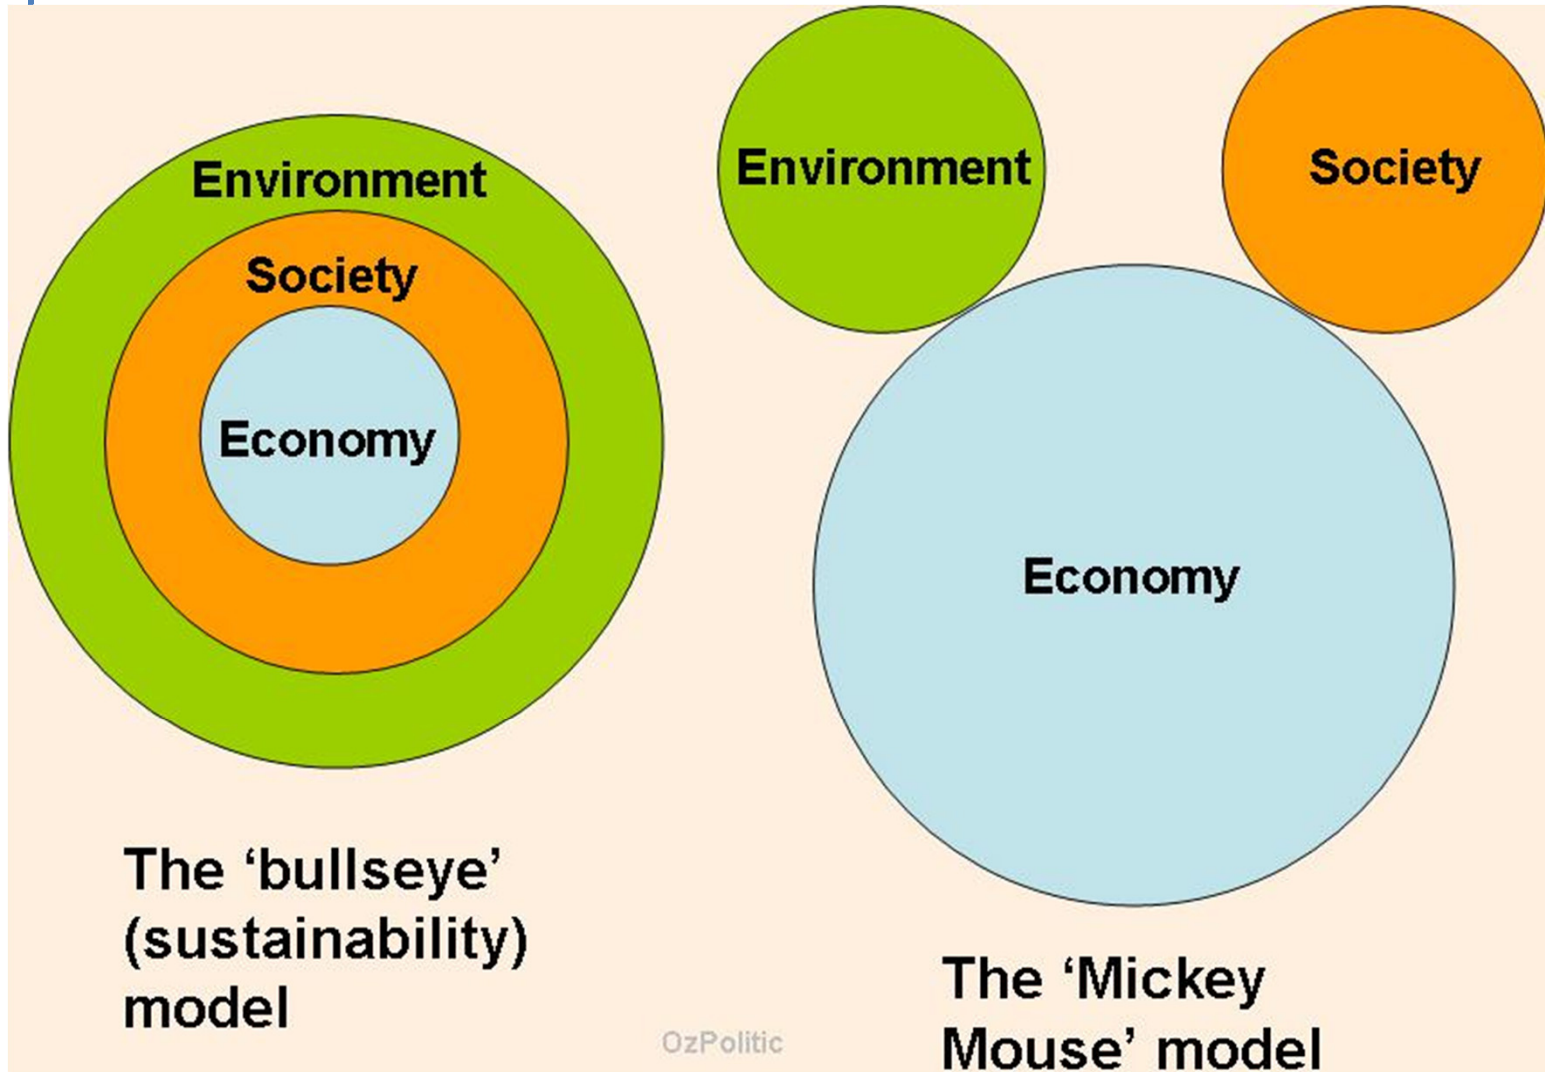 Environment
Society
Economy
The ‘bullseye’
(sustainability)
model
Environment
Society
Economy
The ‘Mickey
Mouse’ model
OzPolitic